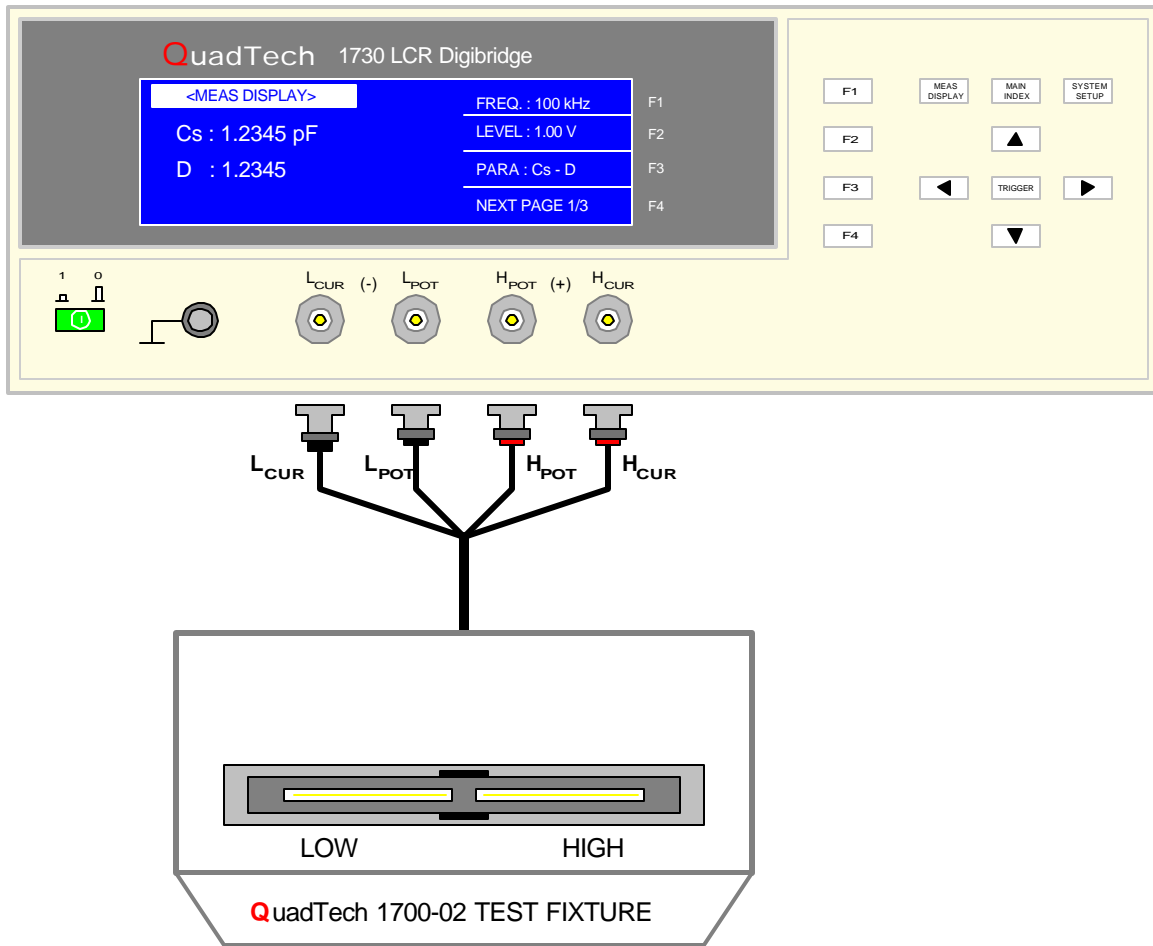 QuadTech 1730 LCR Digibridge
<MEAS DISPLAY>
Cs : 1.2345 pF
D : 1.2345
FREQ. : 100 kHz
LEVEL : 1.00 V
PARA : Cs - D
NEXT PAGE 1/3
F1
F2
F3
F4
F1
F2
F3
F4
MEAS DISPLAY
MAIN INDEX
SYSTEM SETUP
TRIGGER
1 0
LCUR (-) LPOT HPOT (+) HCUR
LCUR LPOT HPOT HCUR
LOW HIGH
QuadTech 1700-02 TEST FIXTURE